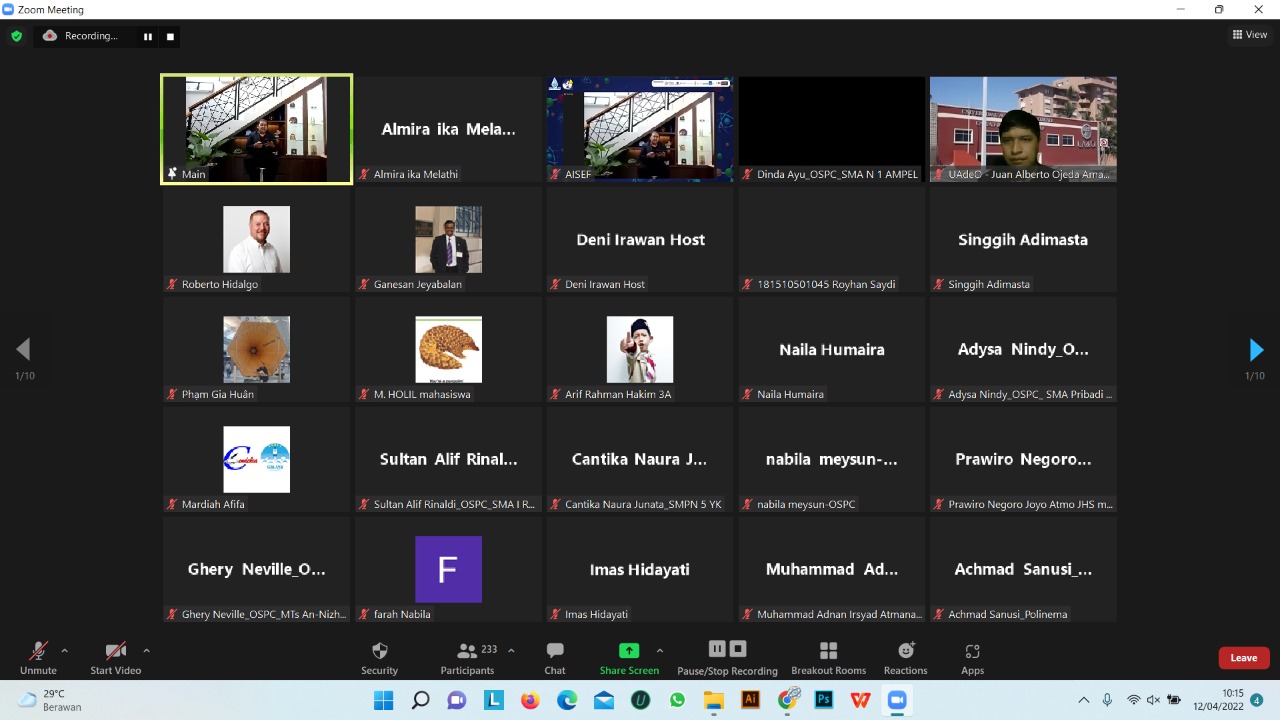 Zoom Meeting
Recording...
View
Main
Almira ika Mela...
Almira ika Melathi
AISEF
Dinda Ayu_OSPC_SMA N 1 AMPEL
UAdeO - Juan Alberto Ojeda Ama...
Roberto Hidalgo
Ganesan Jeyabalan
Deni Irawan Host
Deni Irawan Host
181510501045 Royhan Saydi
Singgih Adimasta
Singgih Adimasta
1/10
1/10
Phạm Gia Huân
M. HOLIL mahasiswa
Arif Rahman Hakim 3A
Naila Humaira
Naila Humaira
Adysa Nindy_O...
Adysa Nindy_OSPC_ SMA Pribadi ...
Mardiah Afifa
Sultan Alif Rinal...
Sultan Alif Rinaldi_OSPC_SMA I R...
Cantika Naura J...
Cantika Naura Junata_SMPN 5 YK
nabila meysun-...
nabila meysun-OSPC
Prawiro Negoro...
Prawiro Negoro Joyo Atmo JHS m...
Ghery Neville_O...
Ghery Neville_OSPC_MTs An-Nizh...
F
farah Nabila
Imas Hidayati
Imas Hidayati
Muhammad Ad...
Muhammad Adnan Irsyad Atmana...
Achmad Sanusi_...
Achmad Sanusi_Polinema
Unmute
Start Video
Security
233
Participants
Chat
Share Screen
Pause/Stop Recording
Breakout Rooms
Reactions
Apps
Leave
29°C
Berawan
L
U
Ai
Ps
W
10:15
12/04/2022
4